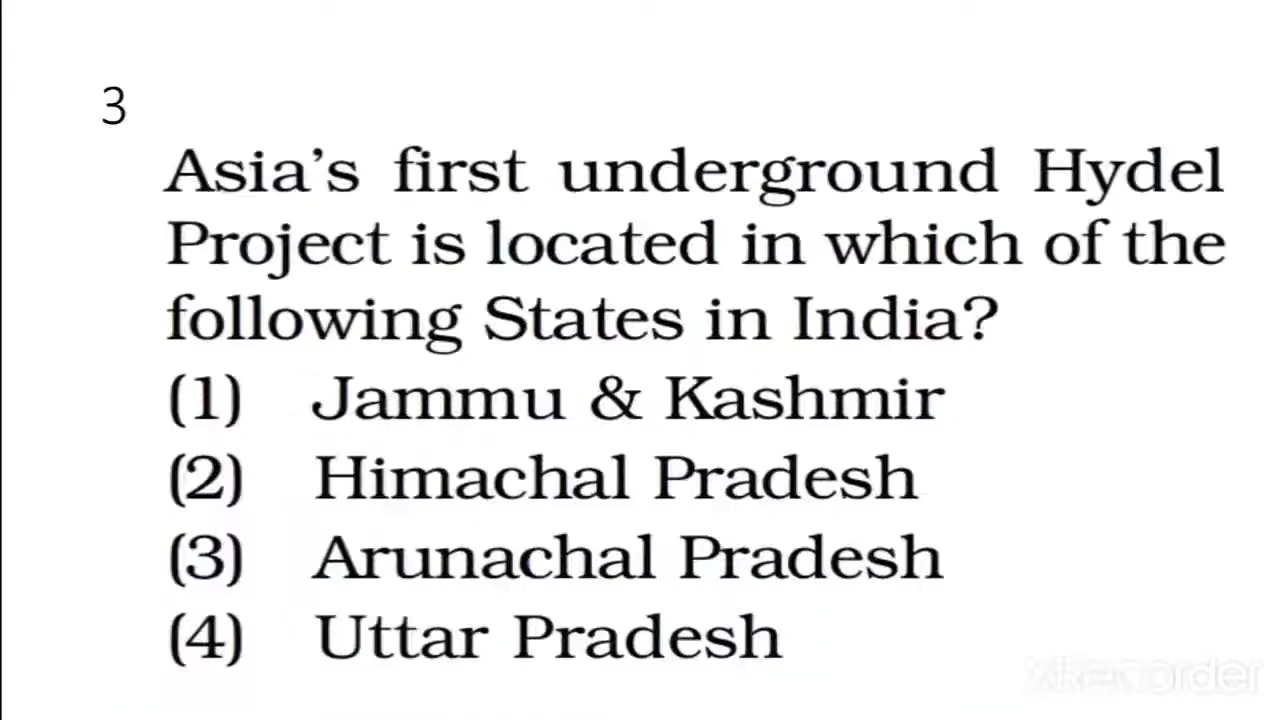 3
Asia's first underground Hydel
Project is located in which of the
following States in India?
(1) Jammu & Kashmir
(2) Himachal Pradesh
(3) Arunachal Pradesh
(4) Uttar Pradesh